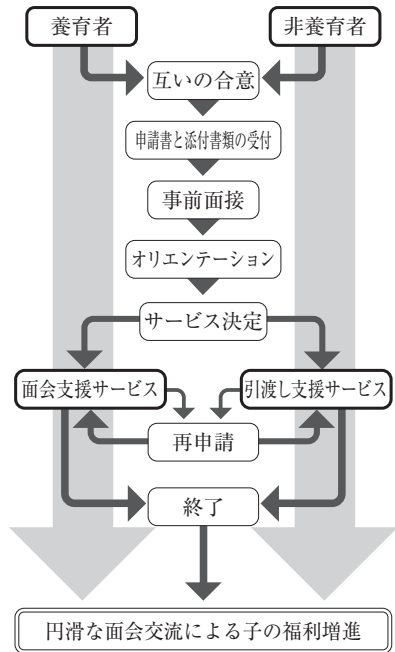 養育者
非養育者
互いの合意
申請書と添付書類の受付
事前面接
オリエンテーション
サービス決定
面会支援サービス
引渡し支援サービス
再申請
終了
円滑な面会交流による子の福利増進